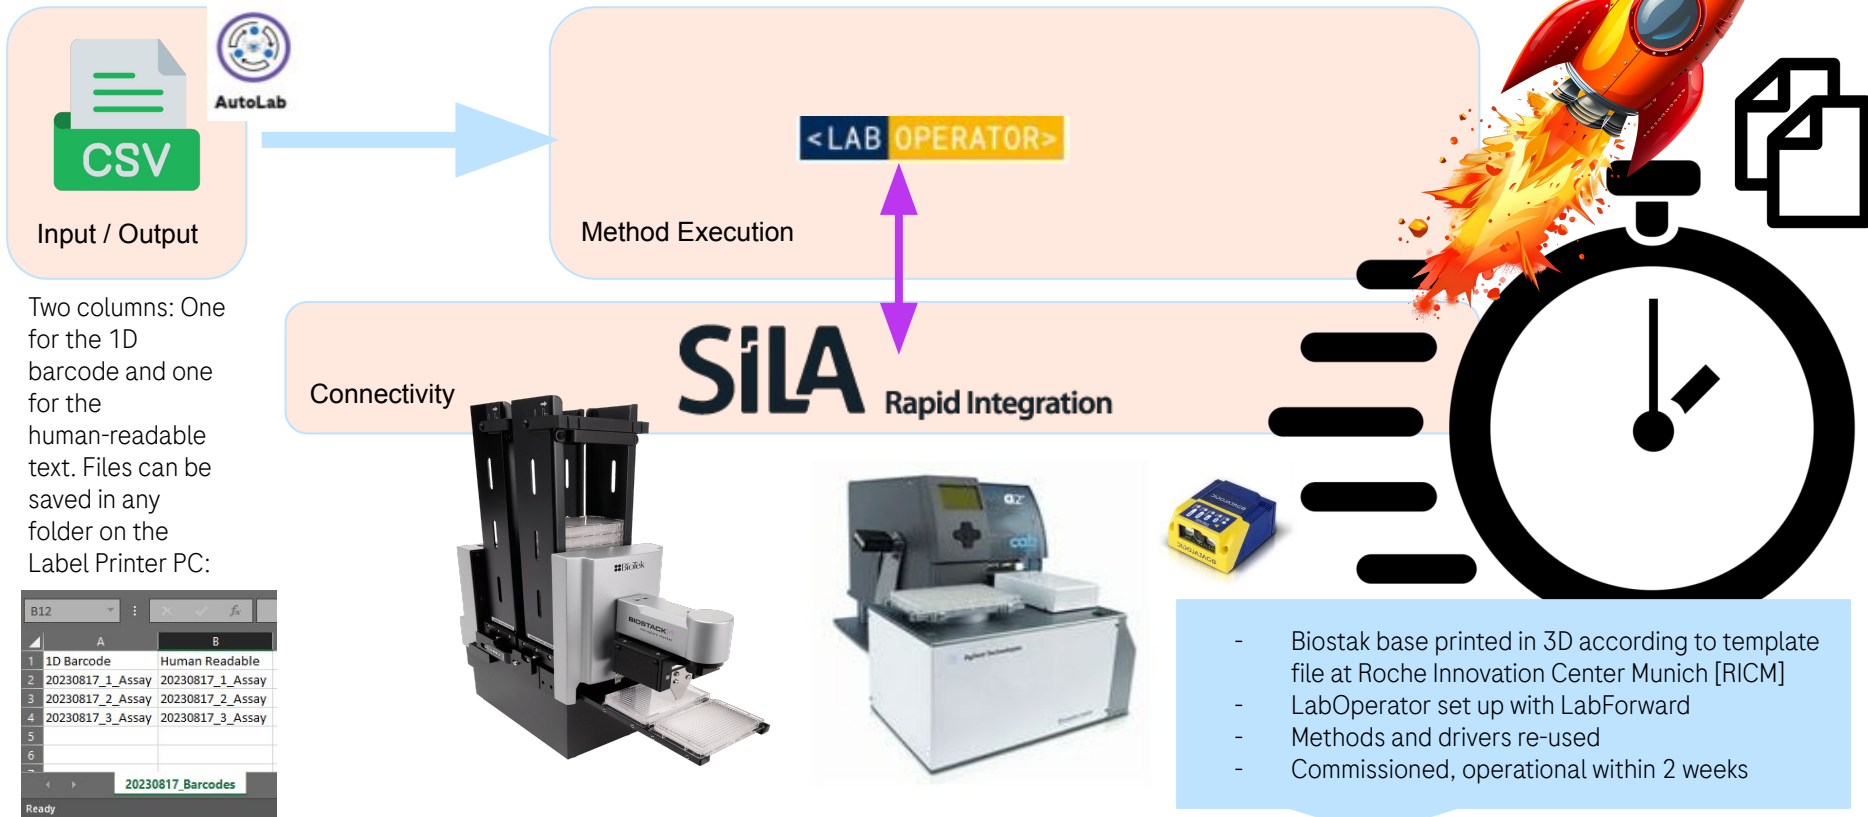 AutoLab
CSV
Input / Output
<LAB OPERATOR>
Method Execution
Two columns: One
for the 1D
barcode and one
for the
human-readable
text. Files can be
saved in any
folder on the
Label Printer PC:
Connectivity
SiLA Rapid Integration
BioTek
BIOSTACK
Agilent Technologies
DATALOGIC
B12
fx
A B
1 1D Barcode Human Readable
2 20230817_1_Assay 20230817_1_Assay
3 20230817_2_Assay 20230817_2_Assay
4 20230817_3_Assay 20230817_3_Assay
5
6
20230817_Barcodes
Ready
- Biostak base printed in 3D according to template
file at Roche Innovation Center Munich [RICM]
- LabOperator set up with LabForward
- Methods and drivers re-used
- Commissioned, operational within 2 weeks